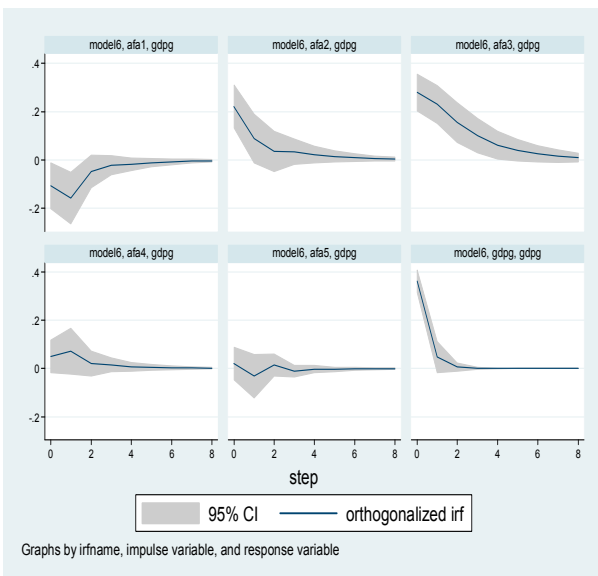 model6, afa1, gdpg
model6, afa2, gdpg
model6, afa3, gdpg
.4
.2
0
-.2
model6, afa4, gdpg
model6, afa5, gdpg
model6, gdpg, gdpg
.4
.2
0
-.2
0 2 4 6 8
0 2 4 6 8
0 2 4 6 8
step
95% CI
orthogonalized irf
Graphs by irfname, impulse variable, and response variable